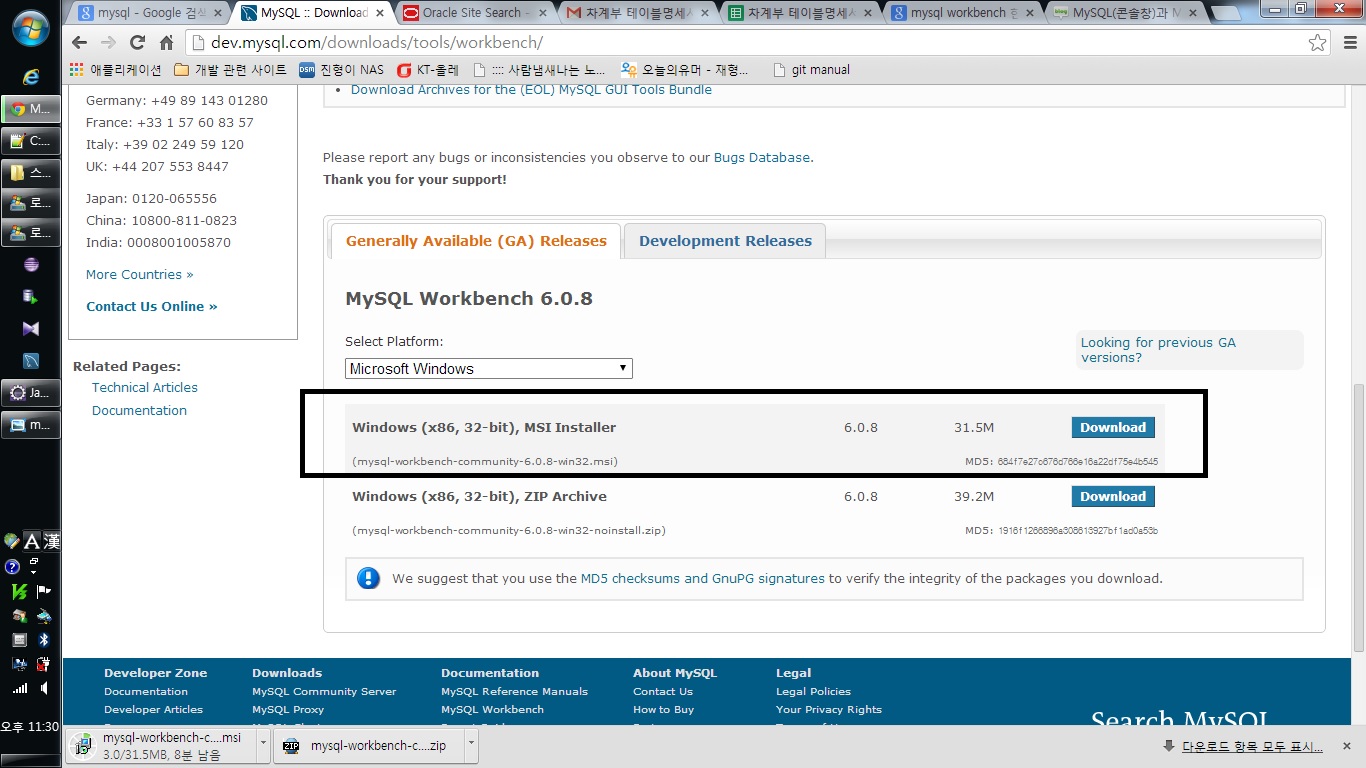 mysql - Google 검색
MySQL :: Download
Oracle Site Search -
차계부 테이블명세서
차계부 테이블명세서
mysql workbench 한
MySQL(콘솔창)과 M
dev.mysql.com/downloads/tools/workbench/
애플리케이션
개발 관련 사이트
진형이 NAS
KT-올레
:::: 사람냄새나는 노...
오늘의유머 - 재형...
git manual
M...
C:...
스...
로...
로...
Ja...
m...
A 漢
오후 11:30
Germany: +49 89 143 01280
France: +33 1 57 60 83 57
Italy: +39 02 249 59 120
UK: +44 207 553 8447
Japan: 0120-065556
China: 10800-811-0823
India: 0008001005870
More Countries »
Contact Us Online »
Related Pages:
Technical Articles
Documentation
Download Archives for the (EOL) MySQL GUI Tools Bundle
Please report any bugs or inconsistencies you observe to our Bugs Database.
Thank you for your support!
Generally Available (GA) Releases
Development Releases
MySQL Workbench 6.0.8
Select Platform:
Microsoft Windows
Looking for previous GA
versions?
Windows (x86, 32-bit), MSI Installer 6.0.8 31.5M Download
(mysql-workbench-community-6.0.8-win32.msi) MD5:
Windows (x86, 32-bit), ZIP Archive 6.0.8 39.2M Download
(mysql-workbench-community-6.0.8-win32-noinstall.zip) MD5:
We suggest that you use the MD5 checksums and GnuPG signatures to verify the integrity of the packages you download.
Developer Zone
Documentation
Developer Articles
Downloads
MySQL Community Server
MySQL Proxy
Documentation
MySQL Reference Manuals
MySQL Workbench
About MySQL
Contact Us
How to Buy
Legal
Legal Policies
Your Privacy Rights
Search MySQL
mysql-workbench-c....msi
3.0/31.5MB, 8분 남음
mysql-workbench-c....zip
다운로드 항목 모두 표시...